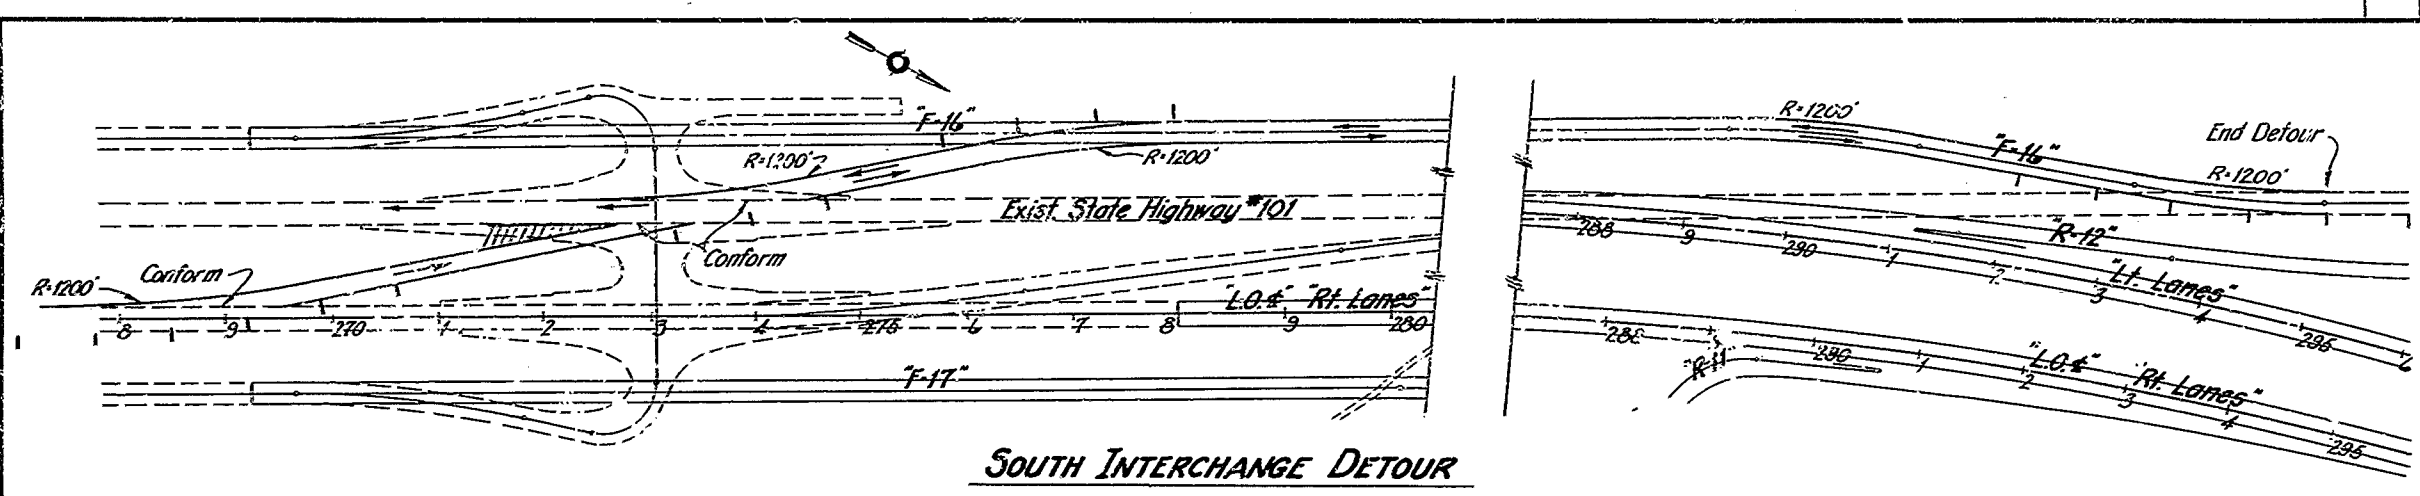 "F-16"
R=1200'
R=1200'
Exist. State Highway #101
Conform
Conform
R=1200'
8 9 270 1 2 3 4 275 6 7 8 9 280
"L.O.℄" "Rt. Lanes"
"F-17"
R=1200'
"F-16"
End Detour
R=1200'
"R-12"
288 9 290 1 2 3 4 295 6
"Lt. Lanes"
"R-11"
288 290 1 2 3 4 295
"L.O.℄" Rt. Lanes"
SOUTH INTERCHANGE DETOUR